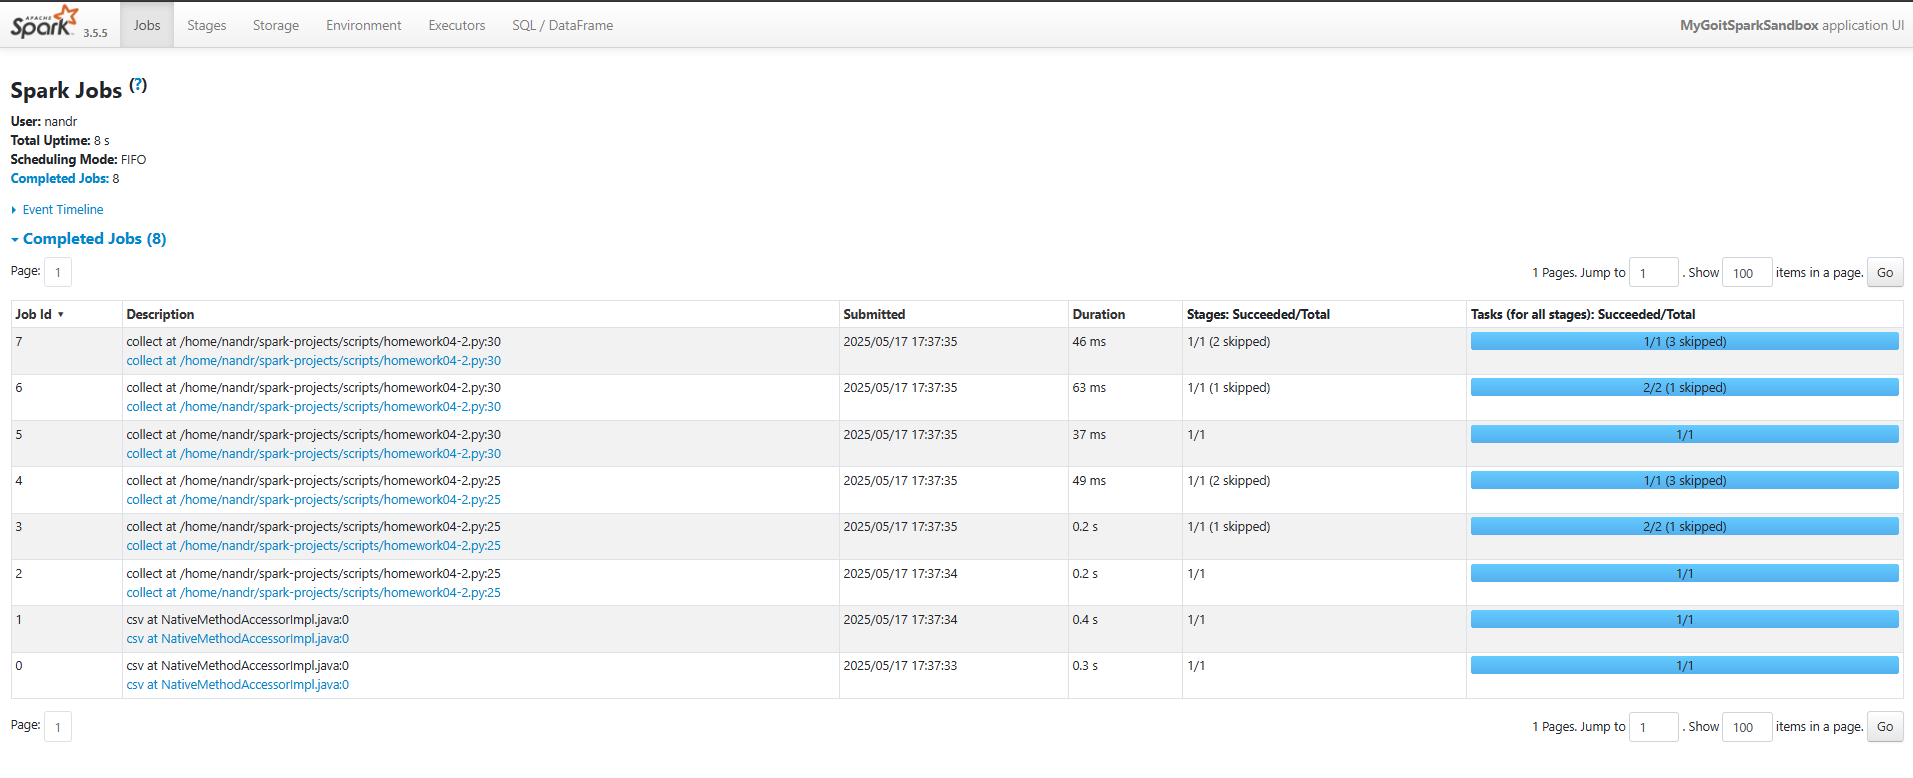 APACHE Spark 3.5.5 Jobs Stages Storage Environment Executors SQL / DataFrame MyGoitSparkSandbox application UI
Spark Jobs (?)
User: nandr
Total Uptime: 8 s
Scheduling Mode: FIFO
Completed Jobs: 8
Event Timeline
Completed Jobs (8)
Page: 1 1 Pages. Jump to 1 . Show 100 items in a page. Go
Job Id ▾ Description Submitted Duration Stages: Succeeded/Total Tasks (for all stages): Succeeded/Total
7 collect at /home/nandr/spark-projects/scripts/homework04-2.py:30 2025/05/17 17:37:35 46 ms 1/1 (2 skipped) 1/1 (3 skipped)
collect at /home/nandr/spark-projects/scripts/homework04-2.py:30
6 collect at /home/nandr/spark-projects/scripts/homework04-2.py:30 2025/05/17 17:37:35 63 ms 1/1 (1 skipped) 2/2 (1 skipped)
collect at /home/nandr/spark-projects/scripts/homework04-2.py:30
5 collect at /home/nandr/spark-projects/scripts/homework04-2.py:30 2025/05/17 17:37:35 37 ms 1/1 1/1
collect at /home/nandr/spark-projects/scripts/homework04-2.py:30
4 collect at /home/nandr/spark-projects/scripts/homework04-2.py:25 2025/05/17 17:37:35 49 ms 1/1 (2 skipped) 1/1 (3 skipped)
collect at /home/nandr/spark-projects/scripts/homework04-2.py:25
3 collect at /home/nandr/spark-projects/scripts/homework04-2.py:25 2025/05/17 17:37:35 0.2 s 1/1 (1 skipped) 2/2 (1 skipped)
collect at /home/nandr/spark-projects/scripts/homework04-2.py:25
2 collect at /home/nandr/spark-projects/scripts/homework04-2.py:25 2025/05/17 17:37:34 0.2 s 1/1 1/1
collect at /home/nandr/spark-projects/scripts/homework04-2.py:25
1 csv at NativeMethodAccessorImpl.java:0 2025/05/17 17:37:34 0.4 s 1/1 1/1
csv at NativeMethodAccessorImpl.java:0
0 csv at NativeMethodAccessorImpl.java:0 2025/05/17 17:37:33 0.3 s 1/1 1/1
csv at NativeMethodAccessorImpl.java:0
Page: 1 1 Pages. Jump to 1 . Show 100 items in a page. Go